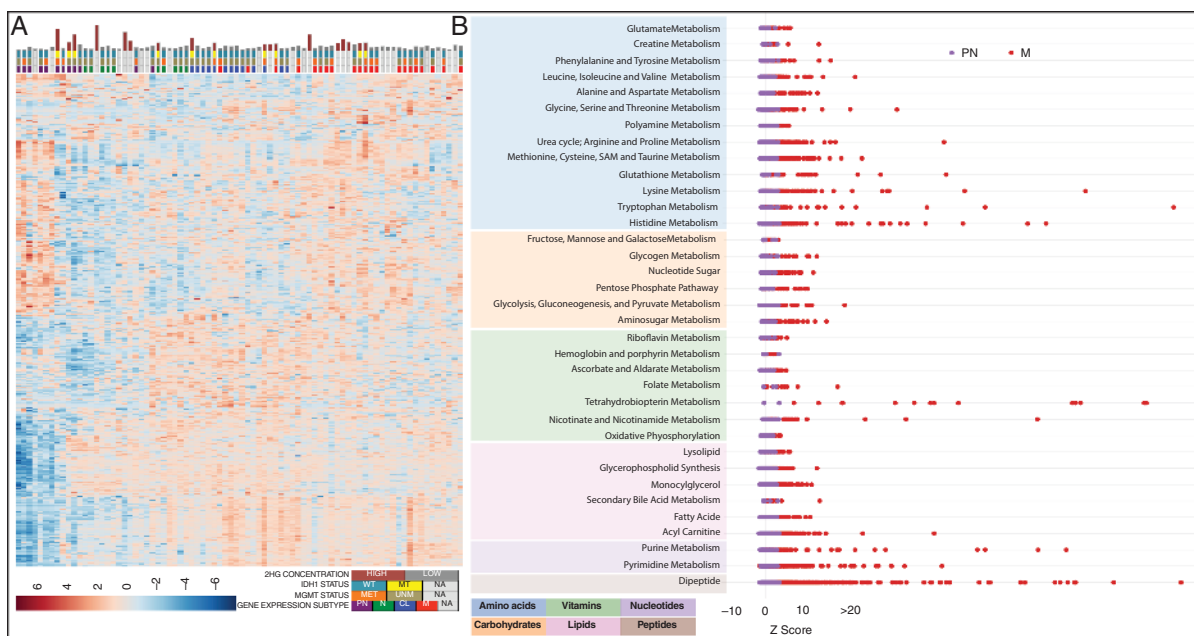 A
B
GlutamateMetabolism
Creatine Metabolism
Phenylalanine and Tyrosine Metabolism
Leucine, Isoleucine and Valine Metabolism
Alanine and Aspartate Metabolism
Glycine, Serine and Threonine Metabolism
Polyamine Metabolism
Urea cycle; Arginine and Proline Metabolism
Methionine, Cysteine, SAM and Taurine Metabolism
Glutathione Metabolism
Lysine Metabolism
Tryptophan Metabolism
Histidine Metabolism
Fructose, Mannose and GalactoseMetabolism
Glycogen Metabolism
Nucleotide Sugar
Pentose Phosphate Pathaway
Glycolysis, Gluconeogenesis, and Pyruvate Metabolism
Aminosugar Metabolism
Riboflavin Metabolism
Hemoglobin and porphyrin Metabolism
Ascorbate and Aldarate Metabolism
Folate Metabolism
Tetrahydrobiopterin Metabolism
Nicotinate and Nicotinamide Metabolism
Oxidative Phyosphorylation
Lysolipid
Glycerophospholid Synthesis
Monocylglycerol
Secondary Bile Acid Metabolism
Fatty Acide
Acyl Carnitine
Purine Metabolism
Pyrimidine Metabolism
Dipeptide
PN M
6 4 2 0 −2 −4 −6
2HG CONCENTRATION HIGH LOW
IDH1 STATUS WT MT NA
MGMT STATUS MET UNM NA
GENE EXPRESSION SUBTYPE PN N CL M NA
Amino acids Vitamins Nucleotides
Carbohydrates Lipids Peptides
−10 0 10 >20
Z Score